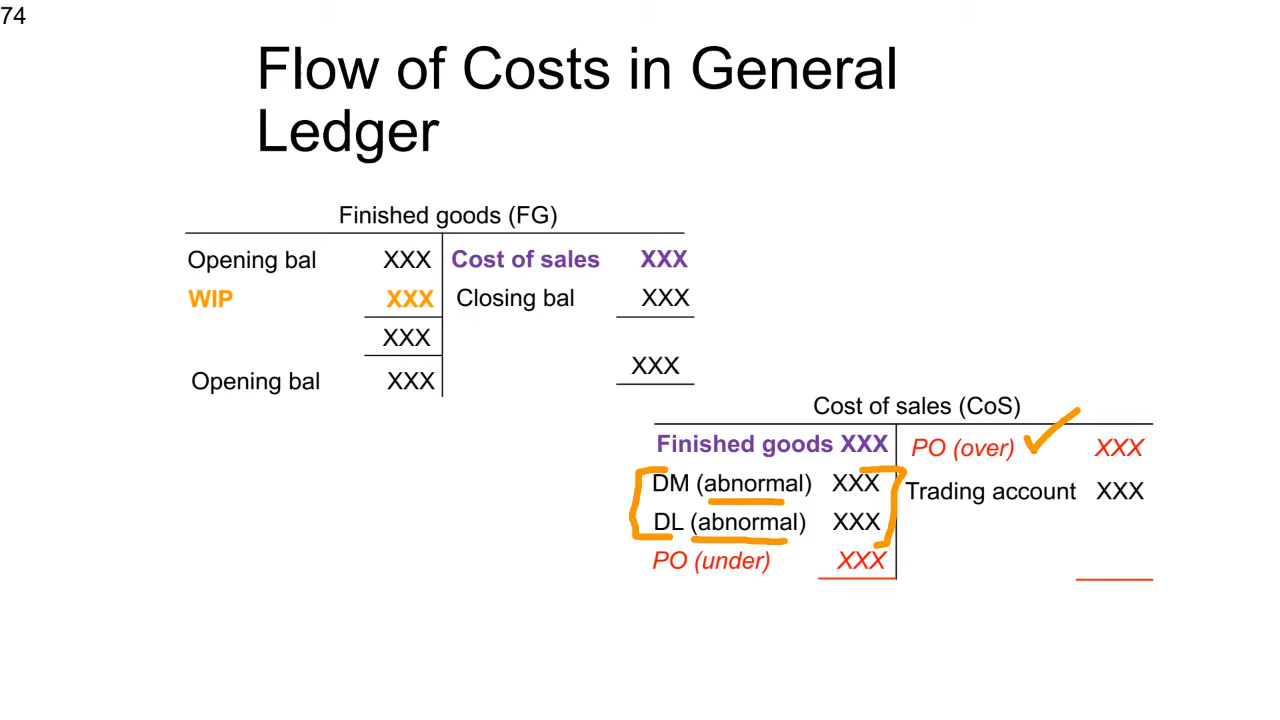 74
Flow of Costs in General
Ledger
Finished goods (FG)
Opening bal XXX Cost of sales XXX
WIP XXX Closing bal XXX
XXX
XXX
Opening bal XXX
Cost of sales (CoS)
Finished goods XXX PO (over) XXX
DM (abnormal) XXX Trading account XXX
DL (abnormal) XXX
PO (under) XXX